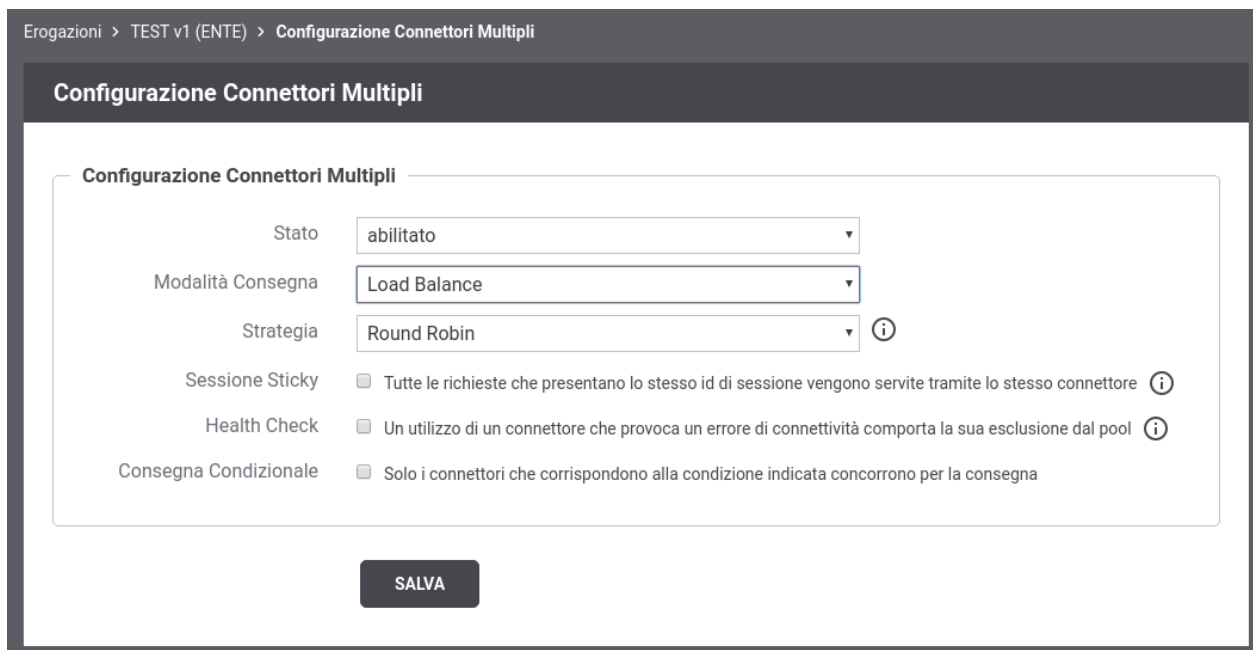 Erogazioni > TEST v1 (ENTE) > Configurazione Connettori Multipli
Configurazione Connettori Multipli
Configurazione Connettori Multipli
Stato abilitato
Modalità Consegna Load Balance
Strategia Round Robin
Sessione Sticky Tutte le richieste che presentano lo stesso id di sessione vengono servite tramite lo stesso connettore
Health Check Un utilizzo di un connettore che provoca un errore di connettività comporta la sua esclusione dal pool
Consegna Condizionale Solo i connettori che corrispondono alla condizione indicata concorrono per la consegna
SALVA